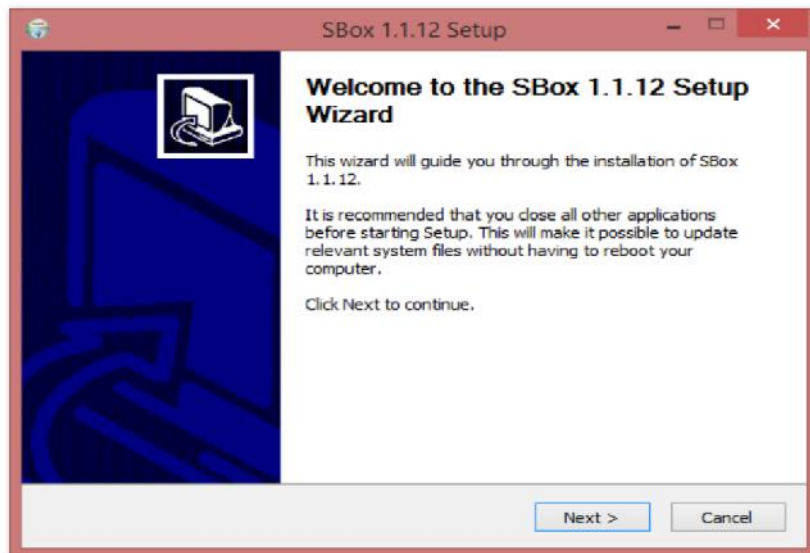 SBox 1.1.12 Setup
Welcome to the SBox 1.1.12 Setup
Wizard
This wizard will guide you through the installation of SBox
1.1.12.
It is recommended that you close all other applications
before starting Setup. This will make it possible to update
relevant system files without having to reboot your
computer.
Click Next to continue.
Next >
Cancel